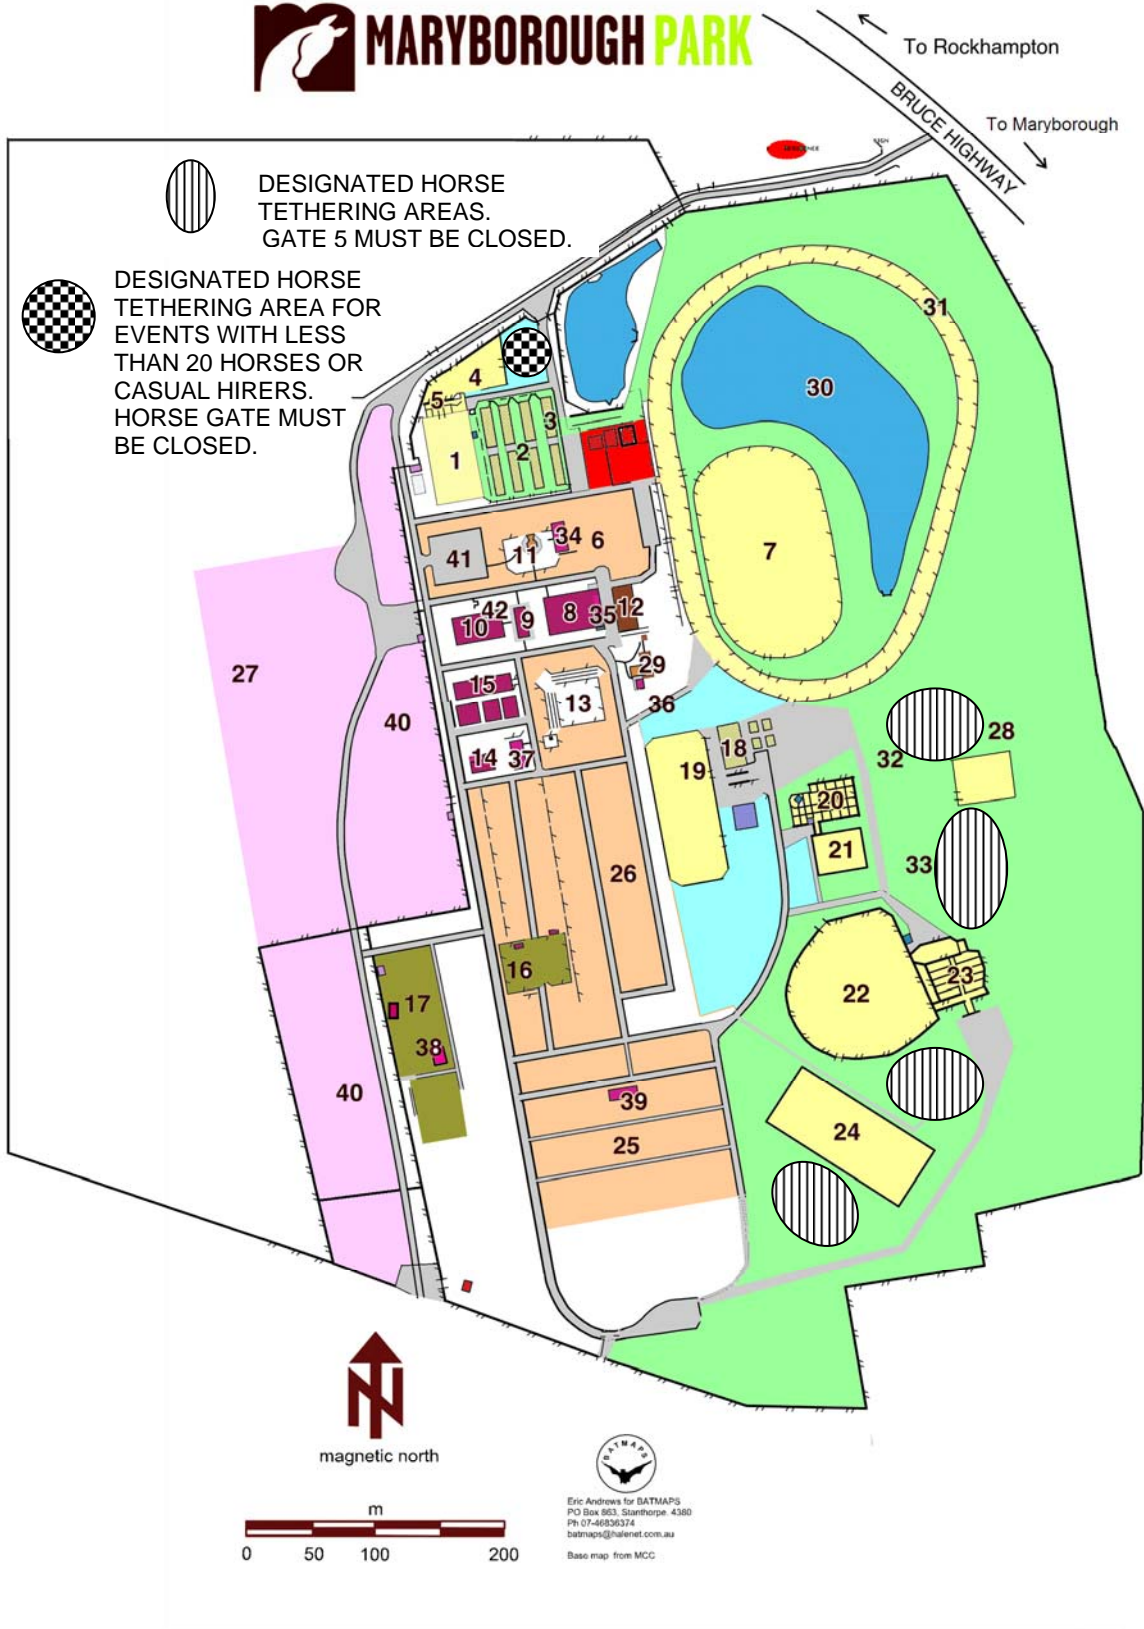 MARYBOROUGH PARK
To Rockhampton
BRUCE HIGHWAY
To Maryborough
SIGN
DESIGNATED HORSE
TETHERING AREAS.
GATE 5 MUST BE CLOSED.
DESIGNATED HORSE
TETHERING AREA FOR
EVENTS WITH LESS
THAN 20 HORSES OR
CASUAL HIRERS.
HORSE GATE MUST
BE CLOSED.
31
30
4
5
3
1
2
7
34
6
11
41
42
10
9
8
35
12
29
27
15
13
36
40
28
14
37
18
32
19
20
21
33
26
16
22
23
17
38
40
39
24
25
magnetic north
BATMAPS
m
0 50 100 200
Eric Andrews for BATMAPS
PO Box 863, Stanthorpe. 4380
Ph 07-46836374
batmaps@halenet.com.au
Base map from MCC